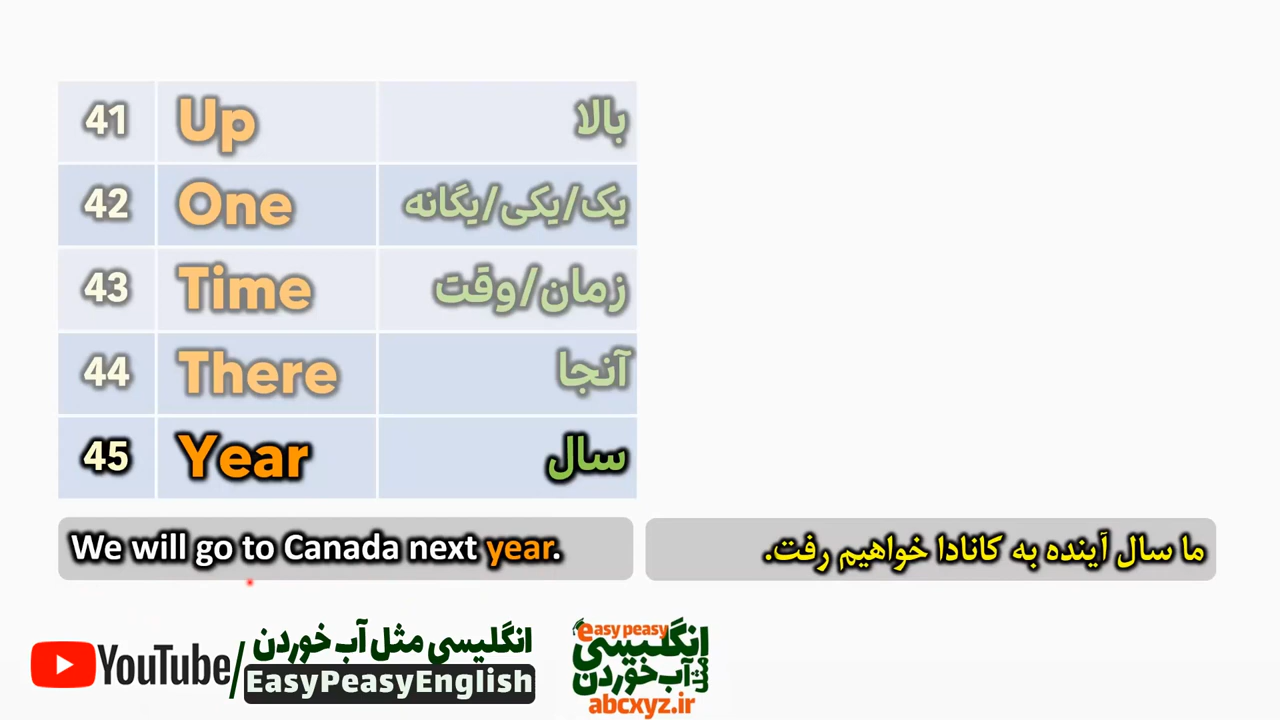 41 Up بالا
42 One یک/یکی/یگانه
43 Time زمان/وقت
44 There آنجا
45 Year سال
We will go to Canada next year.
ما سال آینده به کانادا خواهیم رفت.
YouTube/انگلیسی مثل آب خوردن
EasyPeasyEnglish
easy peasy
انگلیسی
مثل آب خوردن
abcxyz.ir